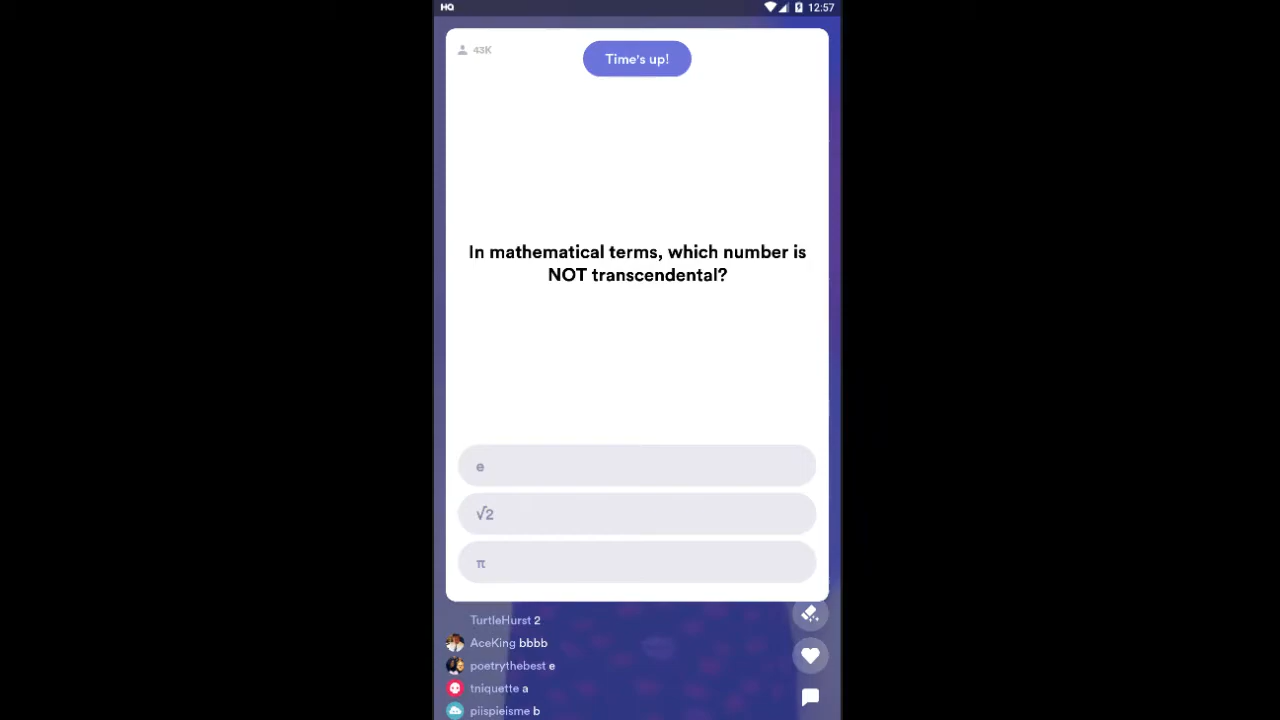 HQ
12:57
43K
Time's up!
In mathematical terms, which number is
NOT transcendental?
e
√2
π
TurtleHurst 2
AceKing bbbb
poetrythebest e
tniquette a
piispieisme b